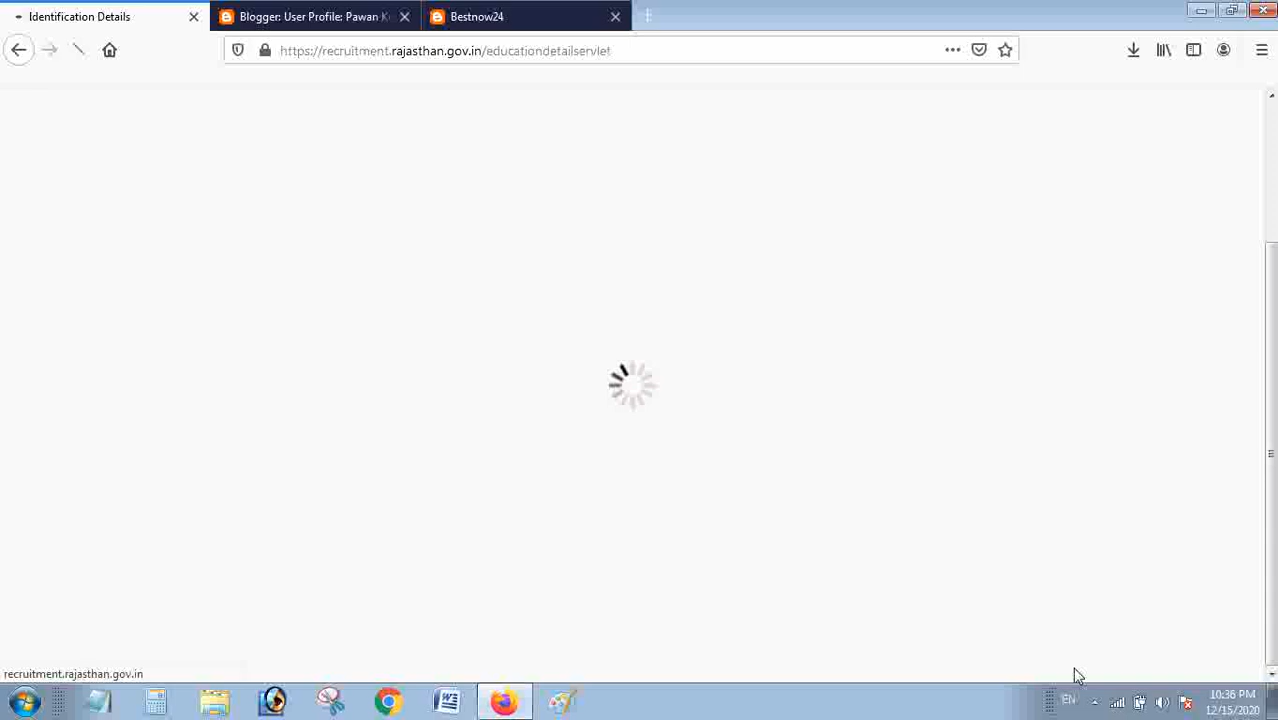 Identification Details
Blogger: User Profile: Pawan K
Bestnow24
https://recruitment.rajasthan.gov.in/educationdetailservlet
recruitment.rajasthan.gov.in
EN
10:36 PM
12/15/2020